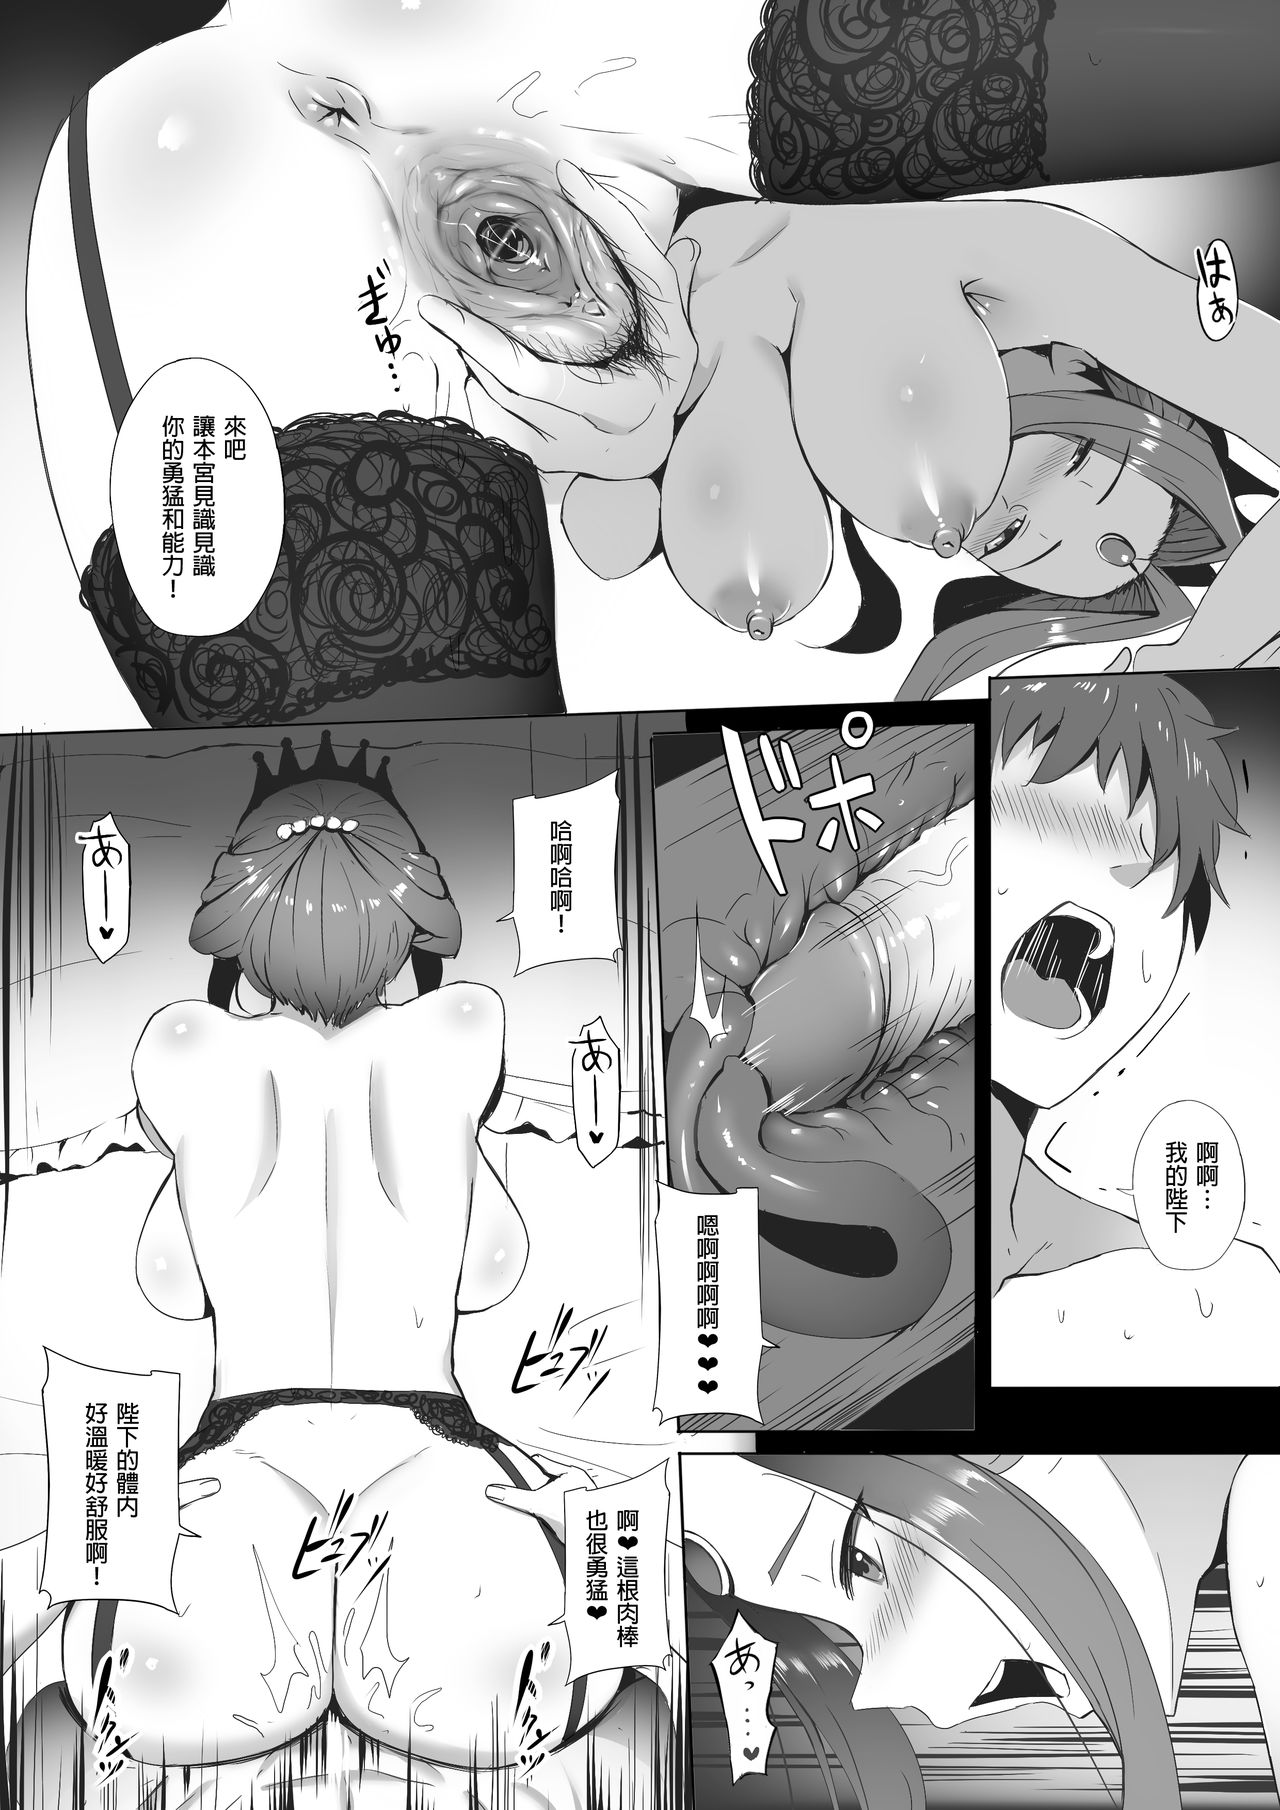 はぁ
ぎゅ…
來吧
讓本宮見識見識
你的勇猛和能力！
啊啊…
我的陛下
ドポ
嗯啊啊啊啊❤❤❤
哈啊哈啊！
あー❤
あー❤
ビュブッ
陛下的體內
好溫暖好舒服啊！
啊❤這根肉棒
也很勇猛❤
ビュブッ
あっ…❤